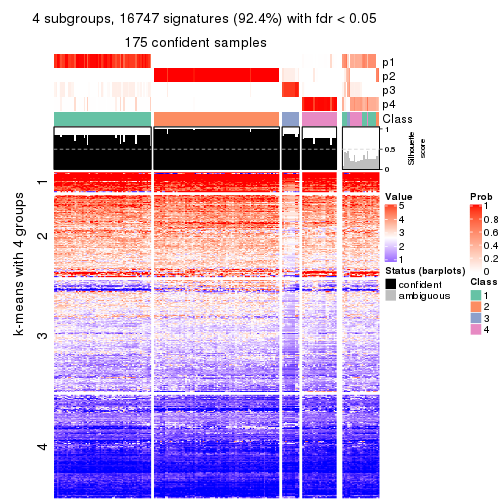 4 subgroups, 16747 signatures (92.4%) with fdr < 0.05
175 confident samples
p1
p2
p3
p4
Class
1
0.5
0
Silhouette
score
k-means with 4 groups
1
2
3
4
Value
5
4
3
2
1
Prob
1
0.8
0.6
0.4
0.2
0
Status (barplots)
confident
ambiguous
Class
1
2
3
4